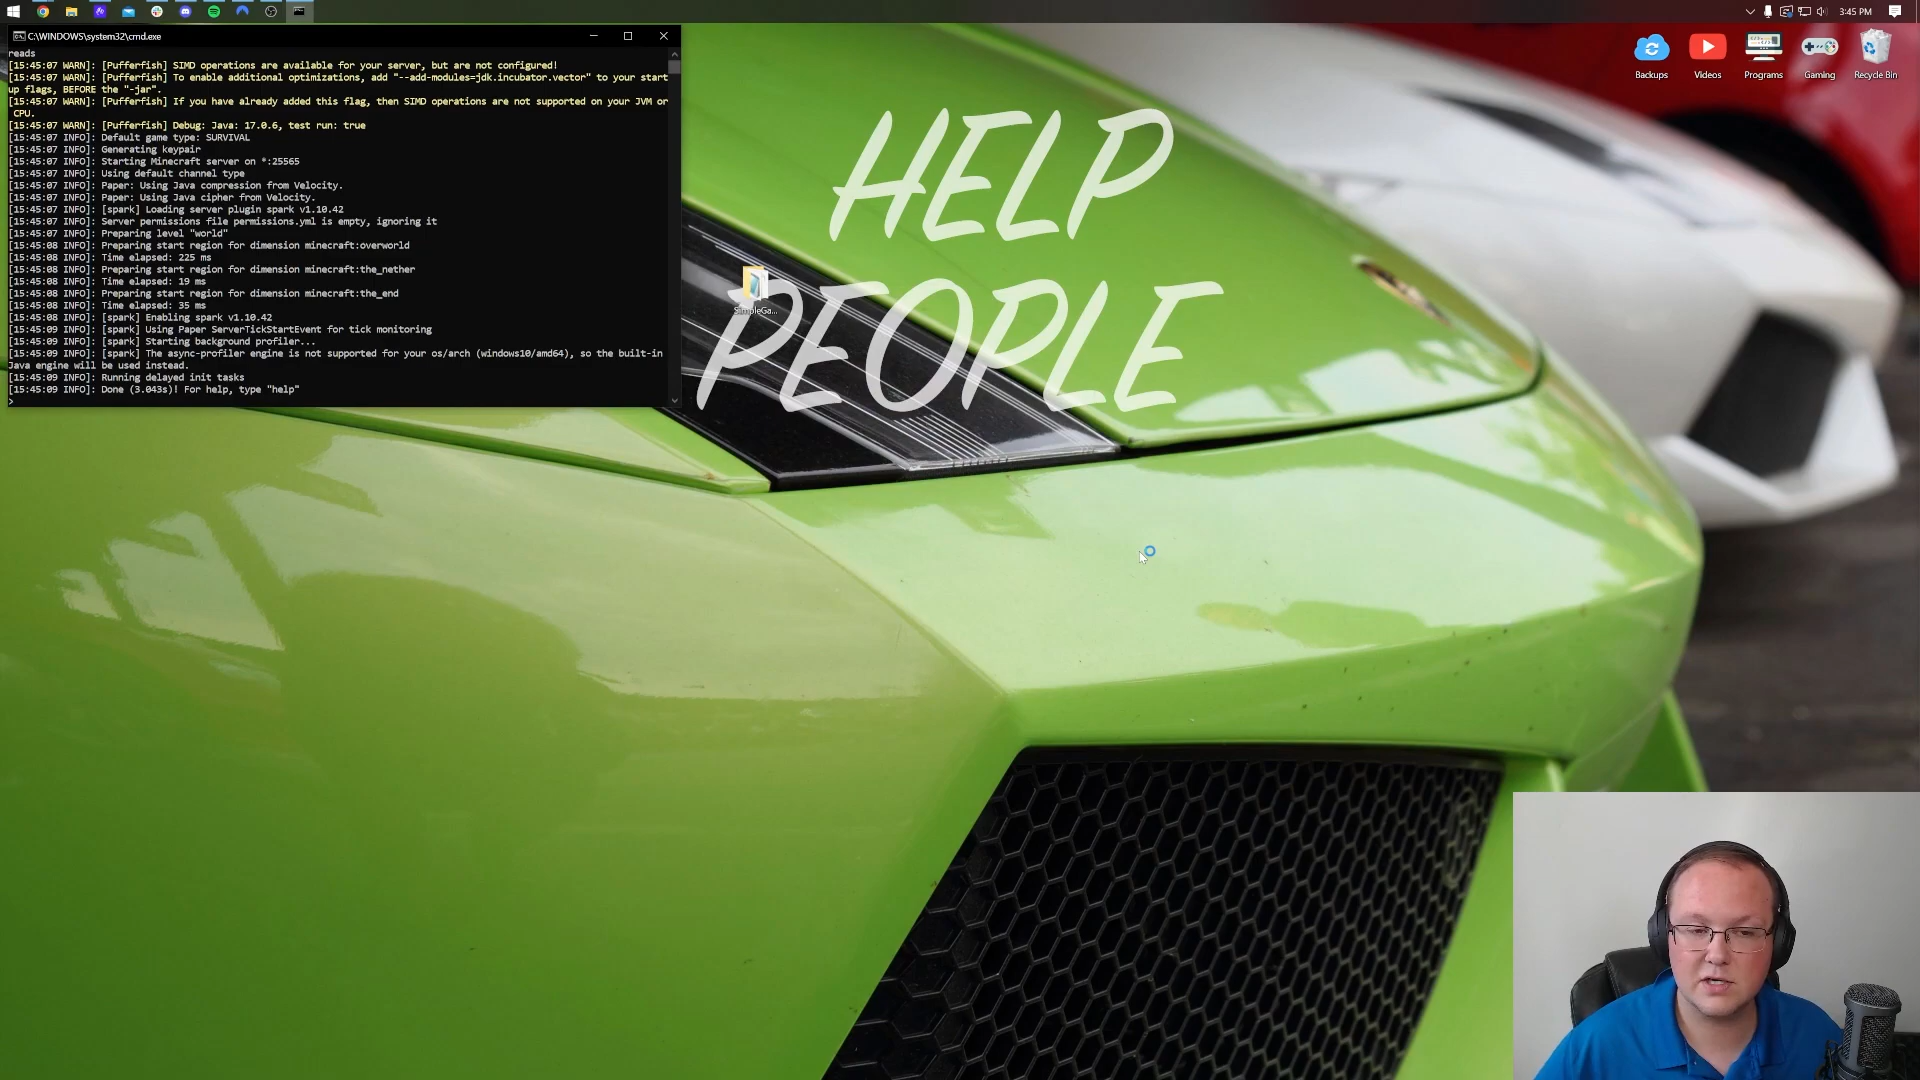 3:45 PM
C:\WINDOWS\system32\cmd.exe
reads
[15:45:07 WARN]: [Pufferfish] SIMD operations are available for your server, but are not configured!
[15:45:07 WARN]: [Pufferfish] To enable additional optimizations, add "--add-modules=jdk.incubator.vector" to your start
up flags, BEFORE the "-jar".
[15:45:07 WARN]: [Pufferfish] If you have already added this flag, then SIMD operations are not supported on your JVM or
CPU.
[15:45:07 WARN]: [Pufferfish] Debug: Java: 17.0.6, test run: true
[15:45:07 INFO]: Default game type: SURVIVAL
[15:45:07 INFO]: Generating keypair
[15:45:07 INFO]: Starting Minecraft server on *:25565
[15:45:07 INFO]: Using default channel type
[15:45:07 INFO]: Paper: Using Java compression from Velocity.
[15:45:07 INFO]: Paper: Using Java cipher from Velocity.
[15:45:07 INFO]: [spark] Loading server plugin spark v1.10.42
[15:45:07 INFO]: Server permissions file permissions.yml is empty, ignoring it
[15:45:07 INFO]: Preparing level "world"
[15:45:08 INFO]: Preparing start region for dimension minecraft:overworld
[15:45:08 INFO]: Time elapsed: 225 ms
[15:45:08 INFO]: Preparing start region for dimension minecraft:the_nether
[15:45:08 INFO]: Time elapsed: 19 ms
[15:45:08 INFO]: Preparing start region for dimension minecraft:the_end
[15:45:08 INFO]: Time elapsed: 35 ms
[15:45:08 INFO]: [spark] Enabling spark v1.10.42
[15:45:09 INFO]: [spark] Using Paper ServerTickStartEvent for tick monitoring
[15:45:09 INFO]: [spark] Starting background profiler...
[15:45:09 INFO]: [spark] The async-profiler engine is not supported for your os/arch (windows10/amd64), so the built-in
Java engine will be used instead.
[15:45:09 INFO]: Running delayed init tasks
[15:45:09 INFO]: Done (3.043s)! For help, type "help"
>
Backups
Videos
Programs
Gaming
Recycle Bin
HELP
PEOPLE
SimpleGa...